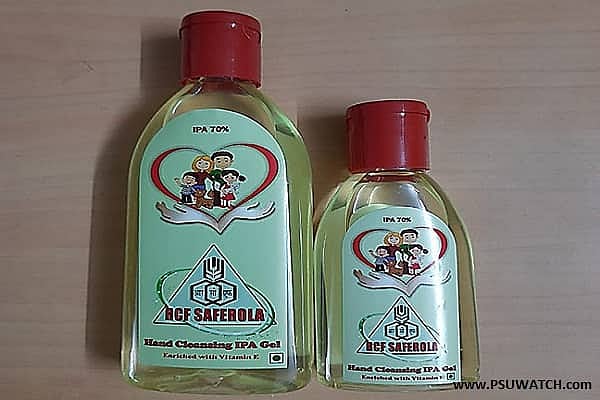 IPA 70%
RCF SAFEROLA
Hand Cleansing IPA Gel
Enriched with Vitamin E
IPA 70%
RCF SAFEROLA
Hand Cleansing IPA Gel
Enriched with Vitamin E
www.PSUWATCH.com